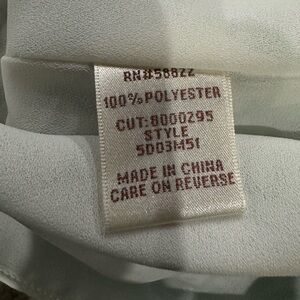 RN#58822
100% POLYESTER
CUT:8000295
STYLE
5D03M51
MADE IN CHINA
CARE ON REVERSE